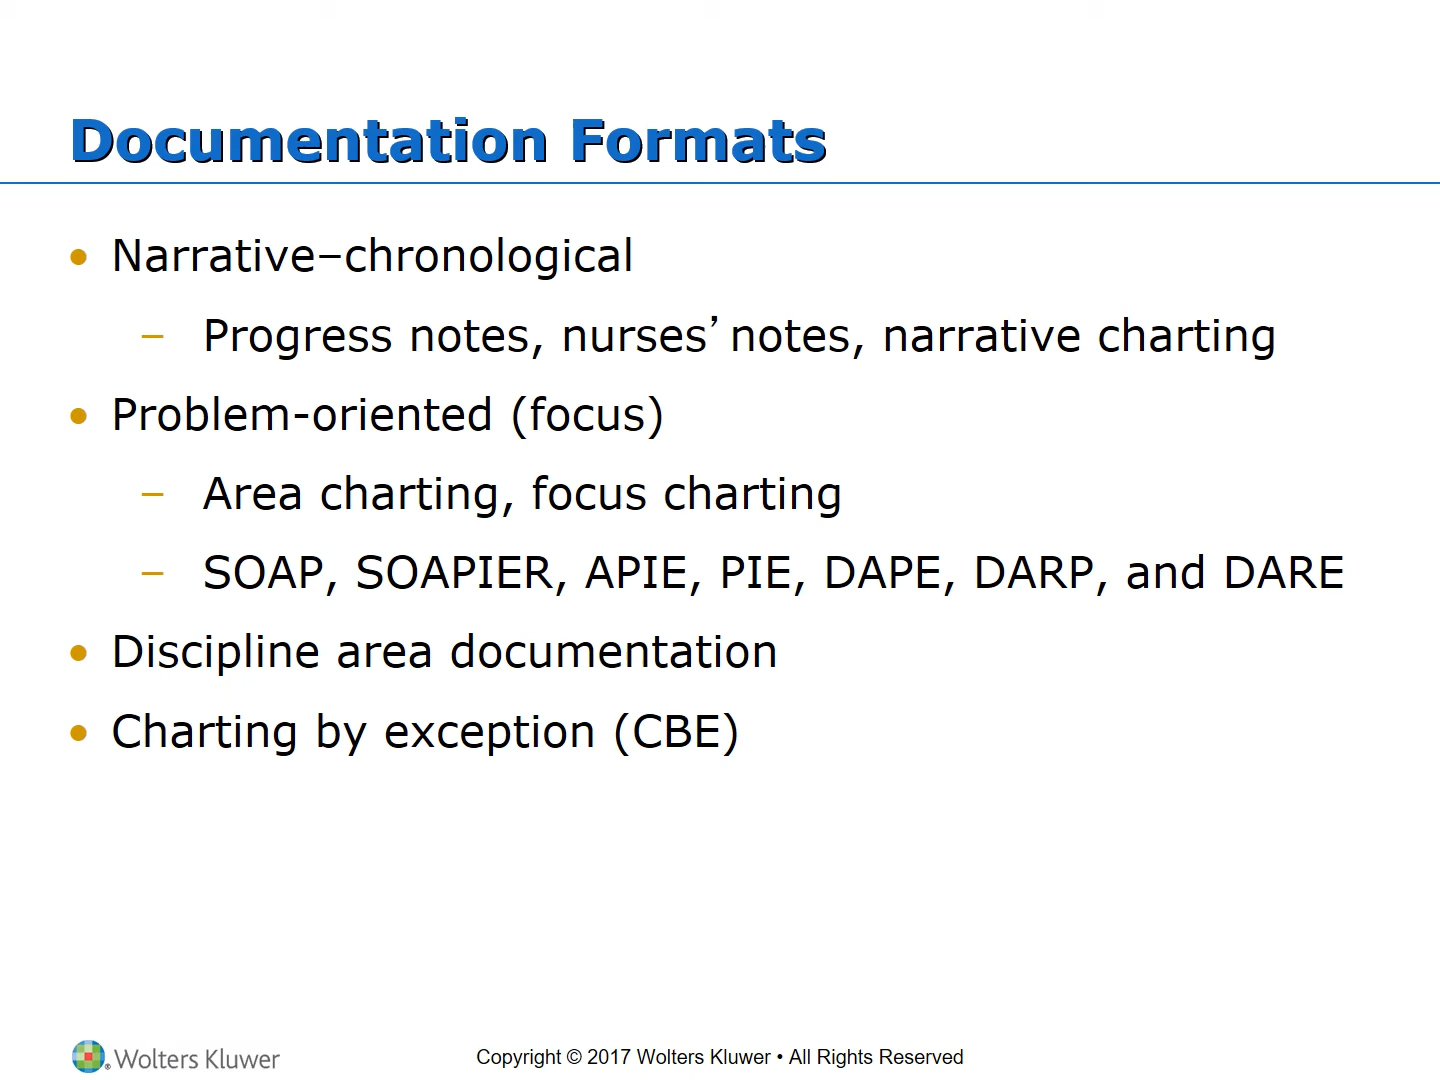 Documentation Formats
• Narrative–chronological
– Progress notes, nurses’ notes, narrative charting
• Problem-oriented (focus)
– Area charting, focus charting
– SOAP, SOAPIER, APIE, PIE, DAPE, DARP, and DARE
• Discipline area documentation
• Charting by exception (CBE)
Wolters Kluwer
Copyright © 2017 Wolters Kluwer • All Rights Reserved